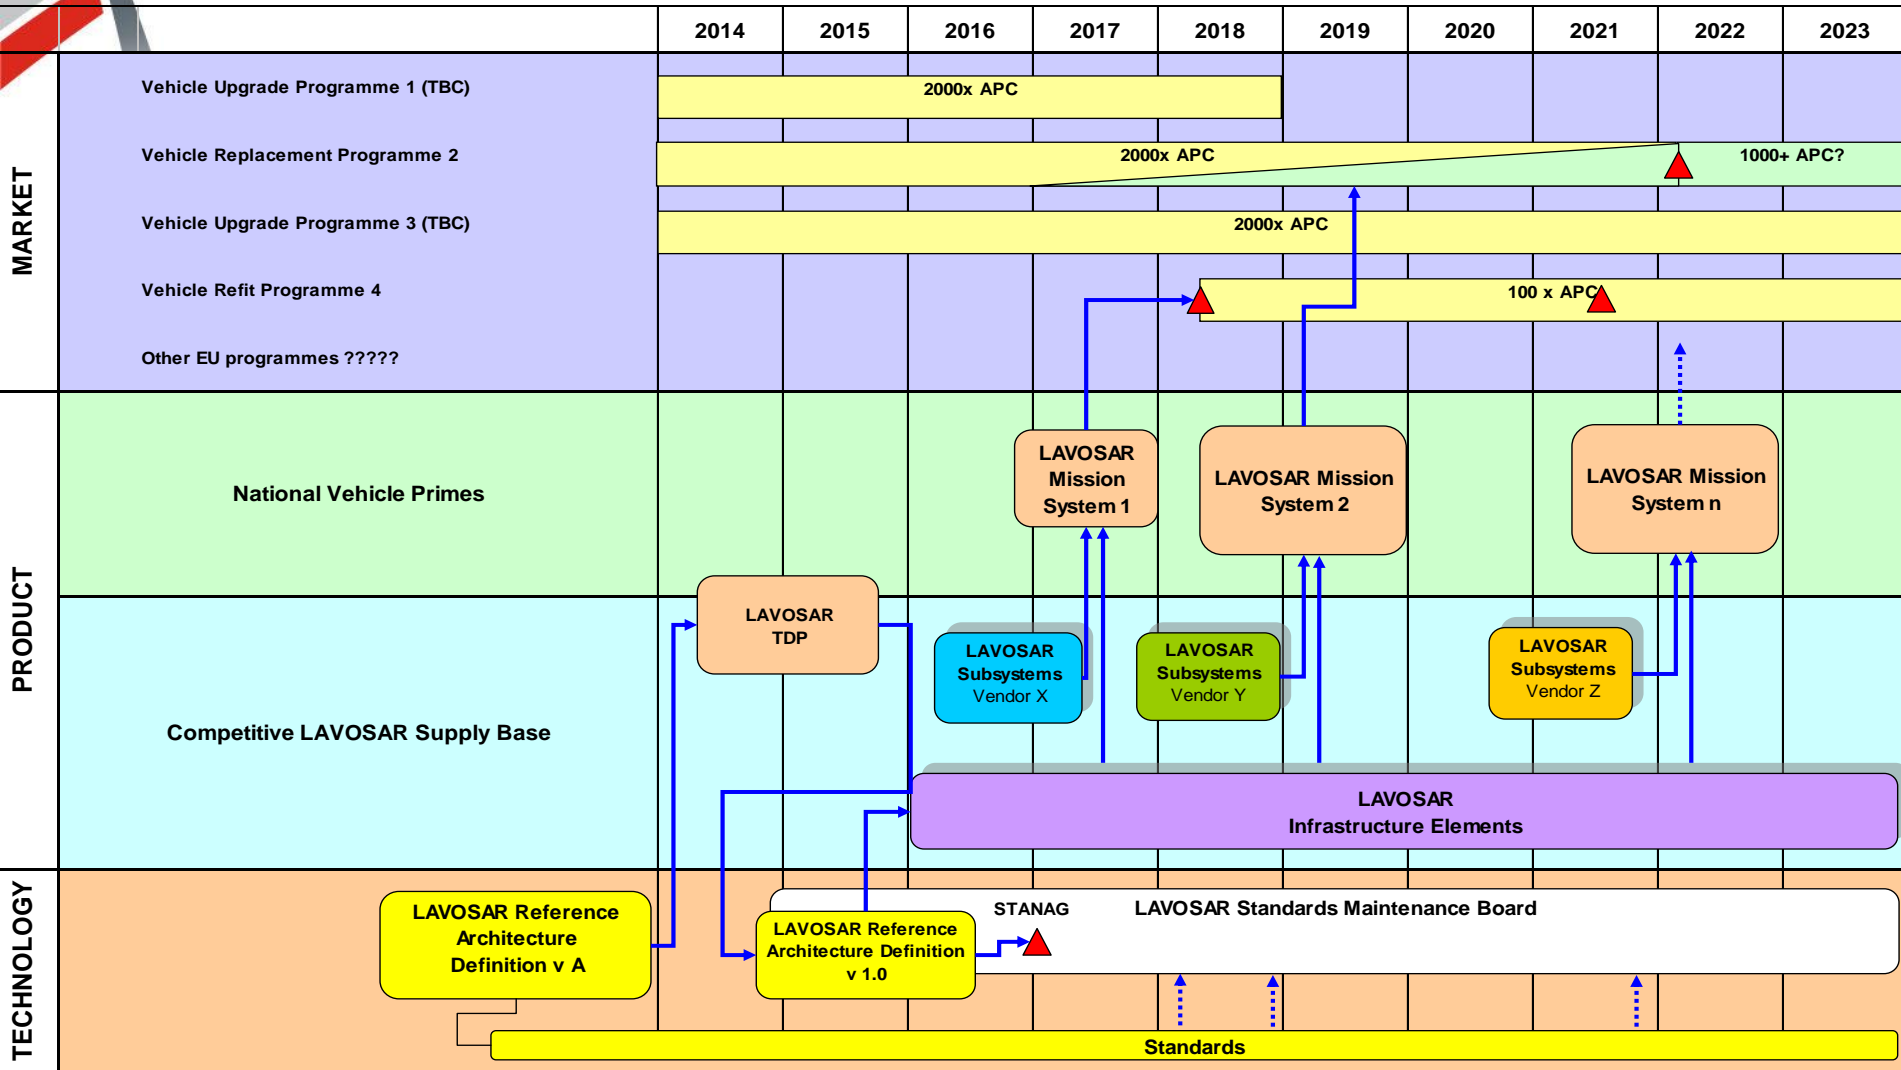 2014 2015 2016 2017 2018 2019 2020 2021 2022 2023
MARKET
Vehicle Upgrade Programme 1 (TBC)
2000x APC
Vehicle Replacement Programme 2
2000x APC
1000+ APC?
Vehicle Upgrade Programme 3 (TBC)
2000x APC
Vehicle Refit Programme 4
100 x APC
Other EU programmes ?????
PRODUCT
National Vehicle Primes
LAVOSAR
Mission
System 1
LAVOSAR Mission
System 2
LAVOSAR Mission
System n
LAVOSAR
TDP
Competitive LAVOSAR Supply Base
LAVOSAR
Subsystems
Vendor X
LAVOSAR
Subsystems
Vendor Y
LAVOSAR
Subsystems
Vendor Z
LAVOSAR
Infrastructure Elements
TECHNOLOGY
LAVOSAR Reference
Architecture
Definition v A
LAVOSAR Reference
Architecture Definition
v 1.0
STANAG
LAVOSAR Standards Maintenance Board
Standards